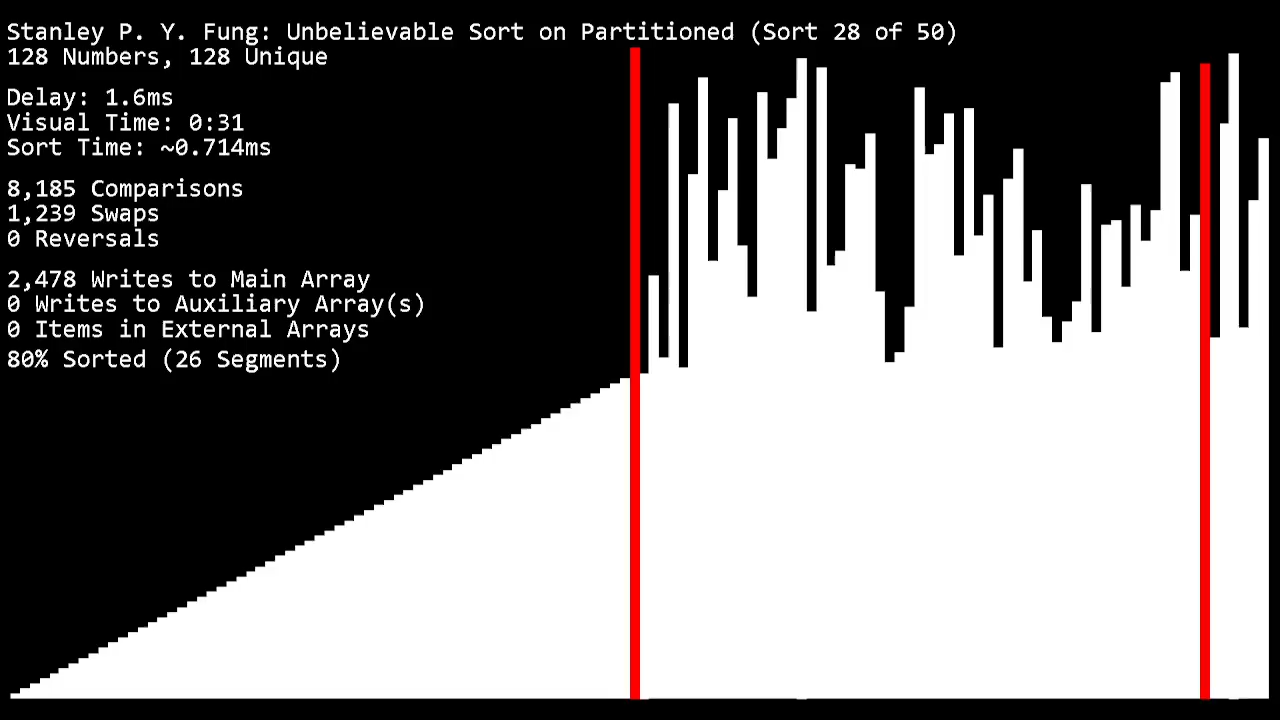 Stanley P. Y. Fung: Unbelievable Sort on Partitioned (Sort 28 of 50)
128 Numbers, 128 Unique
Delay: 1.6ms
Visual Time: 0:31
Sort Time: ~0.714ms
8,185 Comparisons
1,239 Swaps
0 Reversals
2,478 Writes to Main Array
0 Writes to Auxiliary Array(s)
0 Items in External Arrays
80% Sorted (26 Segments)